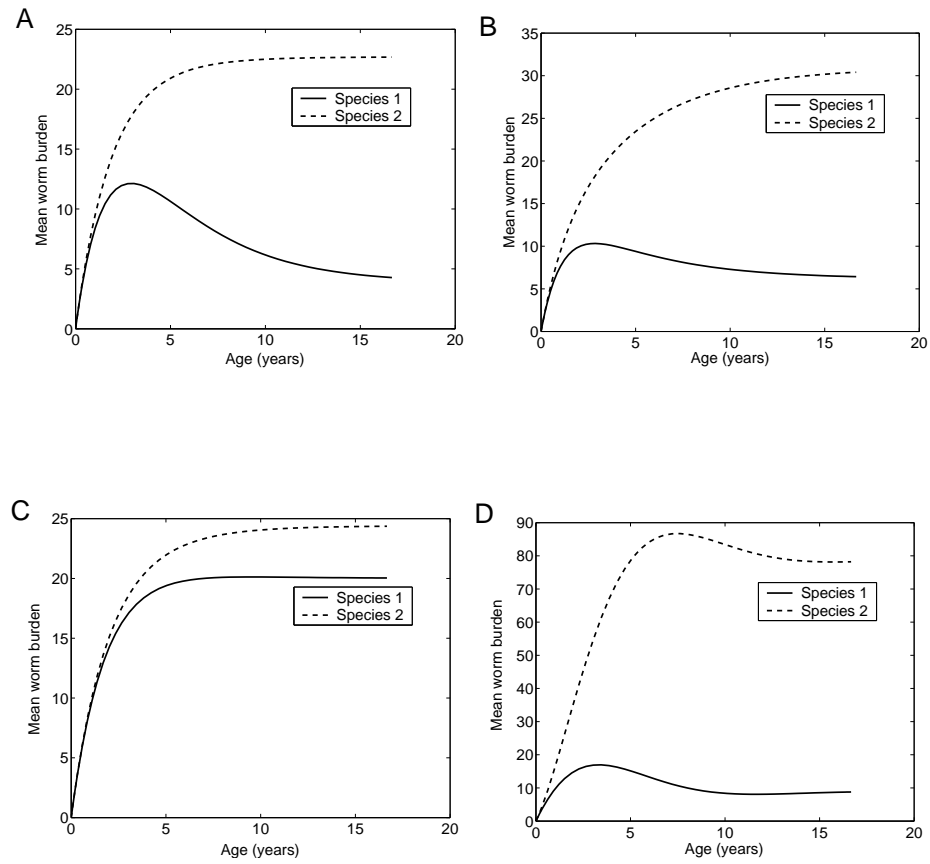 A
25
20
15
10
5
0
Mean worm burden
Species 1
Species 2
0 5 10 15 20
Age (years)
B
35
30
25
20
15
10
5
0
Mean worm burden
Species 1
Species 2
0 5 10 15 20
Age (years)
C
25
20
15
10
5
0
Mean worm burden
Species 1
Species 2
0 5 10 15 20
Age (years)
D
90
80
70
60
50
40
30
20
10
0
Mean worm burden
Species 1
Species 2
0 5 10 15 20
Age (years)